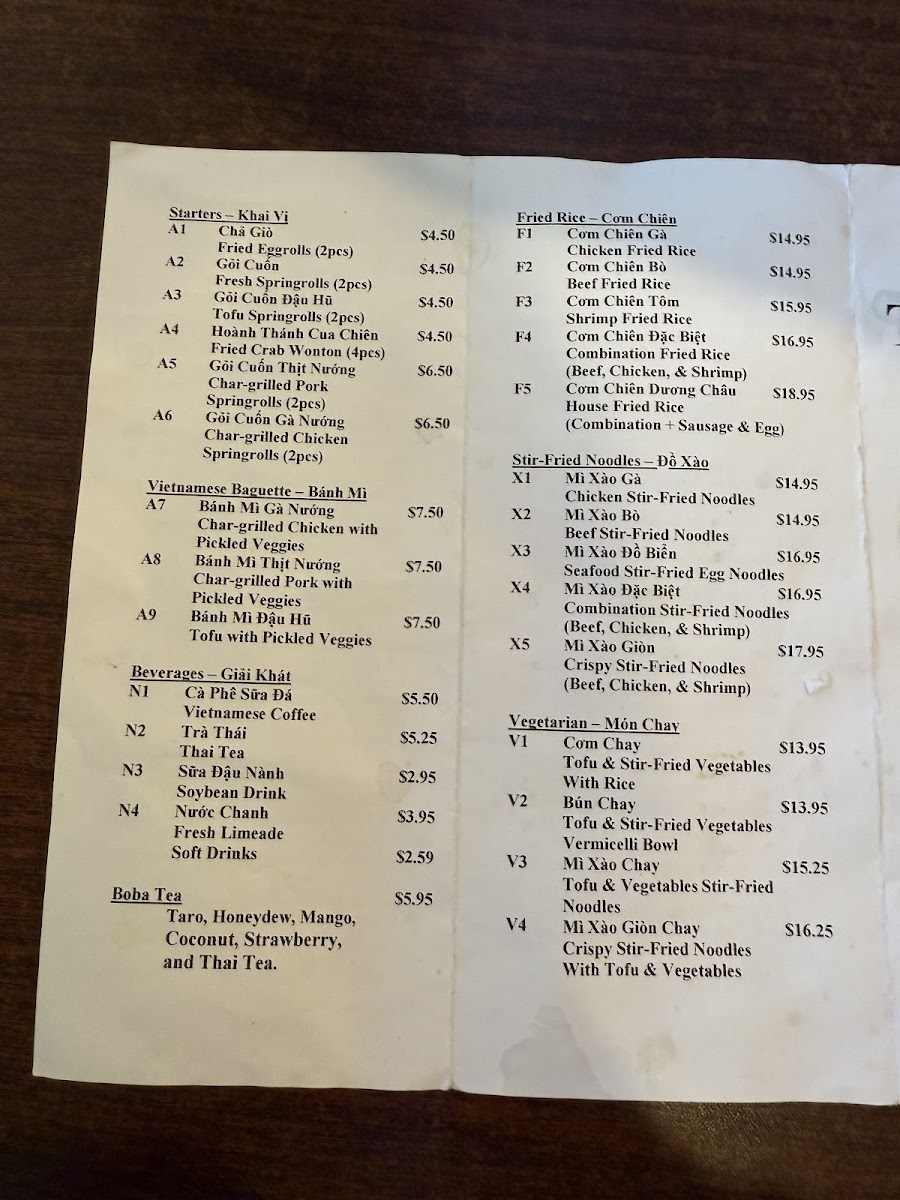 Starters – Khai Vị
A1 Chả Giò $4.50
Fried Eggrolls (2pcs)
A2 Gỏi Cuốn $4.50
Fresh Springrolls (2pcs)
A3 Gỏi Cuốn Đậu Hũ $4.50
Tofu Springrolls (2pcs)
A4 Hoành Thánh Cua Chiên $4.50
Fried Crab Wonton (4pcs)
A5 Gỏi Cuốn Thịt Nướng $6.50
Char-grilled Pork
Springrolls (2pcs)
A6 Gỏi Cuốn Gà Nướng $6.50
Char-grilled Chicken
Springrolls (2pcs)
Vietnamese Baguette – Bánh Mì
A7 Bánh Mì Gà Nướng $7.50
Char-grilled Chicken with
Pickled Veggies
A8 Bánh Mì Thịt Nướng $7.50
Char-grilled Pork with
Pickled Veggies
A9 Bánh Mì Đậu Hũ $7.50
Tofu with Pickled Veggies
Beverages – Giải Khát
N1 Cà Phê Sữa Đá $5.50
Vietnamese Coffee
N2 Trà Thái $5.25
Thai Tea
N3 Sữa Đậu Nành $2.95
Soybean Drink
N4 Nước Chanh $3.95
Fresh Limeade
Soft Drinks $2.59
Boba Tea $5.95
Taro, Honeydew, Mango,
Coconut, Strawberry,
and Thai Tea.
Fried Rice – Cơm Chiên
F1 Cơm Chiên Gà $14.95
Chicken Fried Rice
F2 Cơm Chiên Bò $14.95
Beef Fried Rice
F3 Cơm Chiên Tôm $15.95
Shrimp Fried Rice
F4 Cơm Chiên Đặc Biệt $16.95
Combination Fried Rice
(Beef, Chicken, & Shrimp)
F5 Cơm Chiên Dương Châu $18.95
House Fried Rice
(Combination + Sausage & Egg)
Stir-Fried Noodles – Đồ Xào
X1 Mì Xào Gà $14.95
Chicken Stir-Fried Noodles
X2 Mì Xào Bò $14.95
Beef Stir-Fried Noodles
X3 Mì Xào Đồ Biển $16.95
Seafood Stir-Fried Egg Noodles
X4 Mì Xào Đặc Biệt $16.95
Combination Stir-Fried Noodles
(Beef, Chicken, & Shrimp)
X5 Mì Xào Giòn $17.95
Crispy Stir-Fried Noodles
(Beef, Chicken, & Shrimp)
Vegetarian – Món Chay
V1 Cơm Chay $13.95
Tofu & Stir-Fried Vegetables
With Rice
V2 Bún Chay $13.95
Tofu & Stir-Fried Vegetables
Vermicelli Bowl
V3 Mì Xào Chay $15.25
Tofu & Vegetables Stir-Fried
Noodles
V4 Mì Xào Giòn Chay $16.25
Crispy Stir-Fried Noodles
With Tofu & Vegetables